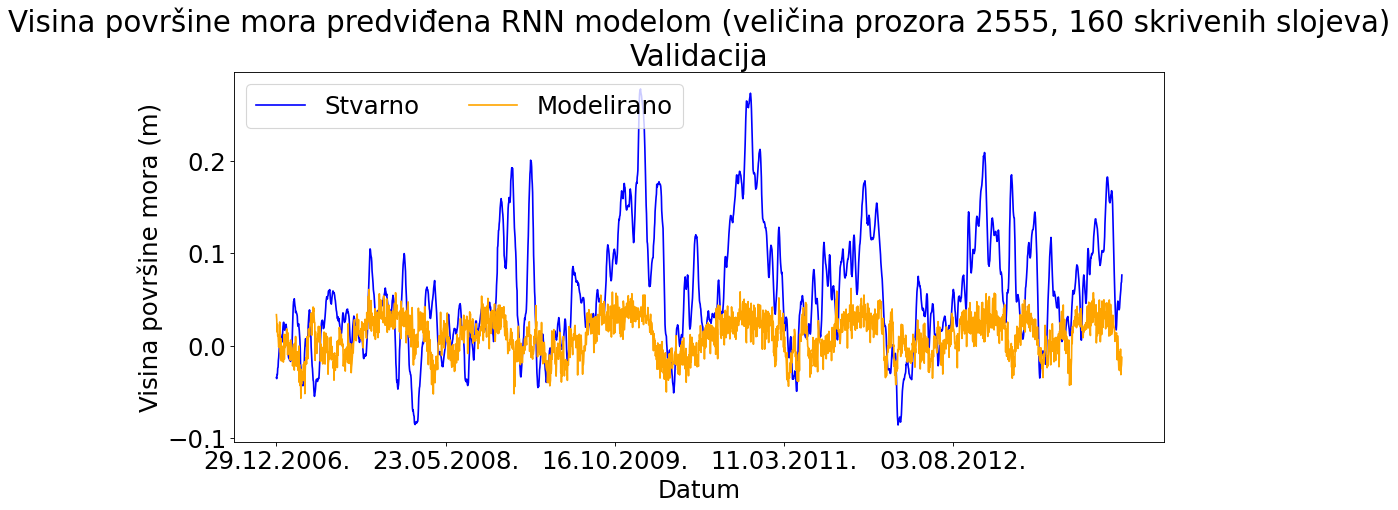 Visina površine mora predviđena RNN modelom (veličina prozora 2555, 160 skrivenih slojeva)
Validacija
Stvarno Modelirano
Visina površine mora (m)
0.2
0.1
0.0
−0.1
29.12.2006. 23.05.2008. 16.10.2009. 11.03.2011. 03.08.2012.
Datum